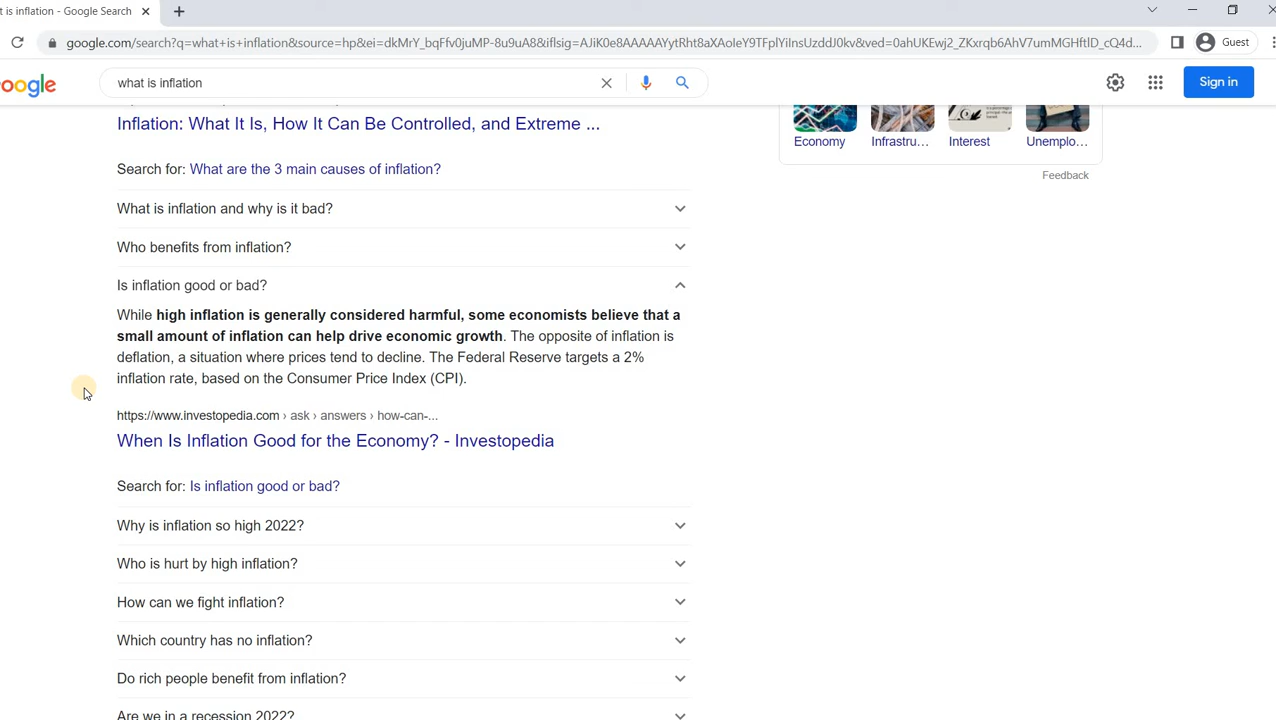 t is inflation - Google Search
google.com/search?q=what+is+inflation&source=hp&ei=dkMrY_bqFfv0juMP-8u9uA8&iflsig=AJiK0e8AAAAAYytRht8aXAoIeY9TFplYiInsUzddJ0kv&ved=0ahUKEwj2_ZKxrqb6AhV7umMGHftlD_cQ4d...
Guest
oogle
what is inflation
Sign in
Inflation: What It Is, How It Can Be Controlled, and Extreme ...
Economy
Infrastru...
Interest
Unemplo...
Feedback
Search for: What are the 3 main causes of inflation?
What is inflation and why is it bad?
Who benefits from inflation?
Is inflation good or bad?
While high inflation is generally considered harmful, some economists believe that a
small amount of inflation can help drive economic growth. The opposite of inflation is
deflation, a situation where prices tend to decline. The Federal Reserve targets a 2%
inflation rate, based on the Consumer Price Index (CPI).
https://www.investopedia.com › ask › answers › how-can-...
When Is Inflation Good for the Economy? - Investopedia
Search for: Is inflation good or bad?
Why is inflation so high 2022?
Who is hurt by high inflation?
How can we fight inflation?
Which country has no inflation?
Do rich people benefit from inflation?
Are we in a recession 2022?